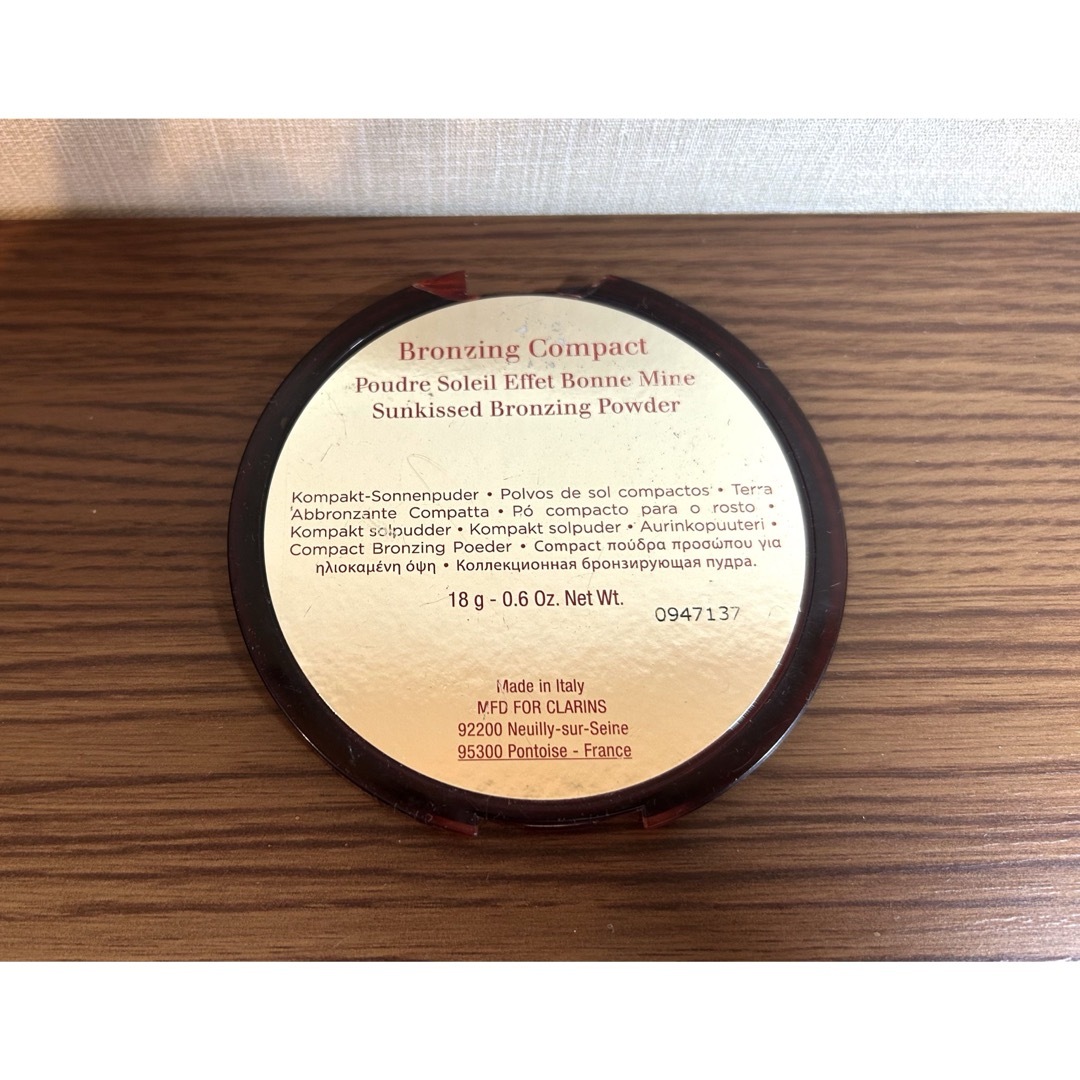 Bronzing Compact
Poudre Soleil Effet Bonne Mine
Sunkissed Bronzing Powder
Kompakt-Sonnenpuder • Polvos de sol compactos • Terra
Abbronzante Compatta • Pó compacto para o rosto •
Kompakt solpudder • Kompakt solpuder • Aurinkopuuteri •
Compact Bronzing Poeder • Compact πούδρα προσώπου για
ηλιοκαμένη όψη • Коллекционная бронзирующая пудра.
18 g - 0.6 Oz. Net Wt.
0947137
Made in Italy
MFD FOR CLARINS
92200 Neuilly-sur-Seine
95300 Pontoise - France